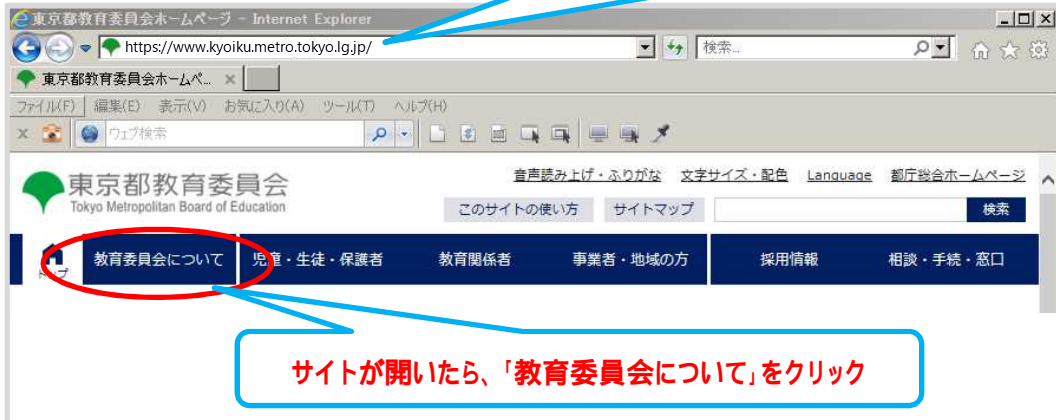 東京都教育委員会ホームページ - Internet Explorer
https://www.kyoiku.metro.tokyo.lg.jp/
検索...
東京都教育委員会ホームペ...
ファイル(F) 編集(E) 表示(V) お気に入り(A) ツール(T) ヘルプ(H)
ウェブ検索
音声読み上げ・ふりがな 文字サイズ・配色 Language 都庁総合ホームページ
東京都教育委員会
Tokyo Metropolitan Board of Education
このサイトの使い方 サイトマップ 検索
トップ 教育委員会について 児童・生徒・保護者 教育関係者 事業者・地域の方 採用情報 相談・手続・窓口
サイトが開いたら、「教育委員会について」をクリック